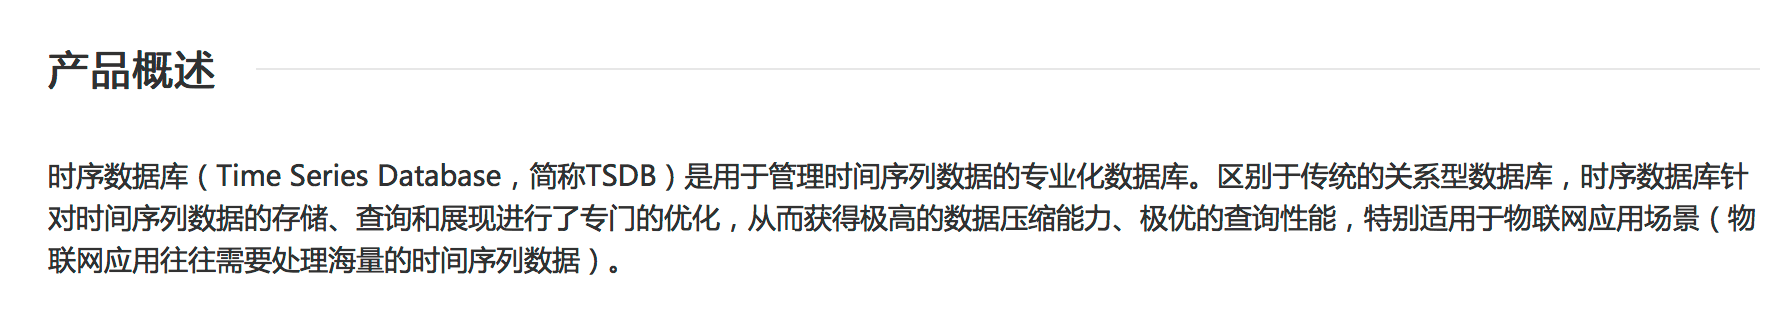 产品概述
时序数据库（Time Series Database，简称TSDB）是用于管理时间序列数据的专业化数据库。区别于传统的关系型数据库，时序数据库针
对时间序列数据的存储、查询和展现进行了专门的优化，从而获得极高的数据压缩能力、极优的查询性能，特别适用于物联网应用场景（物
联网应用往往需要处理海量的时间序列数据）。